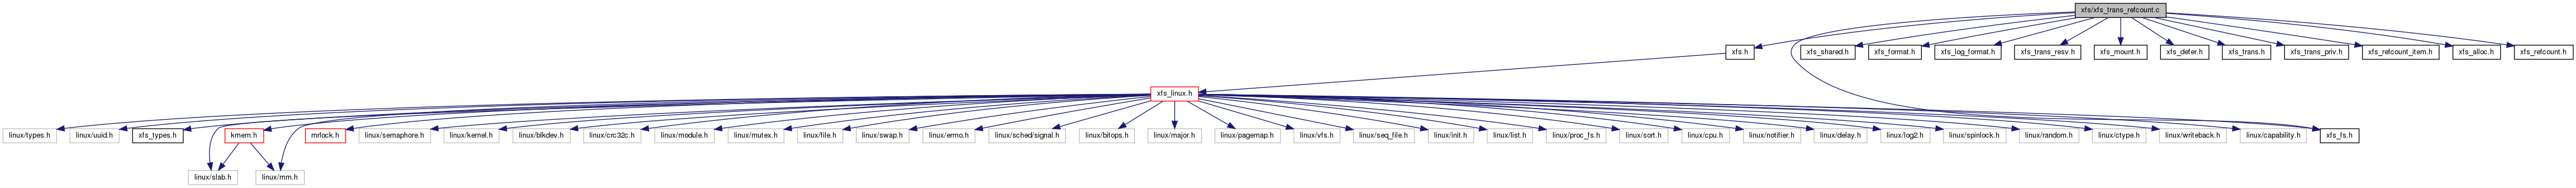 xfs/xfs_trans_refcount.c
xfs.h
xfs_shared.h
xfs_format.h
xfs_log_format.h
xfs_trans_resv.h
xfs_mount.h
xfs_defer.h
xfs_trans.h
xfs_trans_priv.h
xfs_refcount_item.h
xfs_alloc.h
xfs_refcount.h
xfs_linux.h
linux/types.h
linux/uuid.h
xfs_types.h
kmem.h
mrlock.h
linux/semaphore.h
linux/kernel.h
linux/blkdev.h
linux/crc32c.h
linux/module.h
linux/mutex.h
linux/file.h
linux/swap.h
linux/errno.h
linux/sched/signal.h
linux/bitops.h
linux/major.h
linux/pagemap.h
linux/vfs.h
linux/seq_file.h
linux/init.h
linux/list.h
linux/proc_fs.h
linux/sort.h
linux/cpu.h
linux/notifier.h
linux/delay.h
linux/log2.h
linux/spinlock.h
linux/random.h
linux/ctype.h
linux/writeback.h
linux/capability.h
xfs_fs.h
linux/slab.h
linux/mm.h